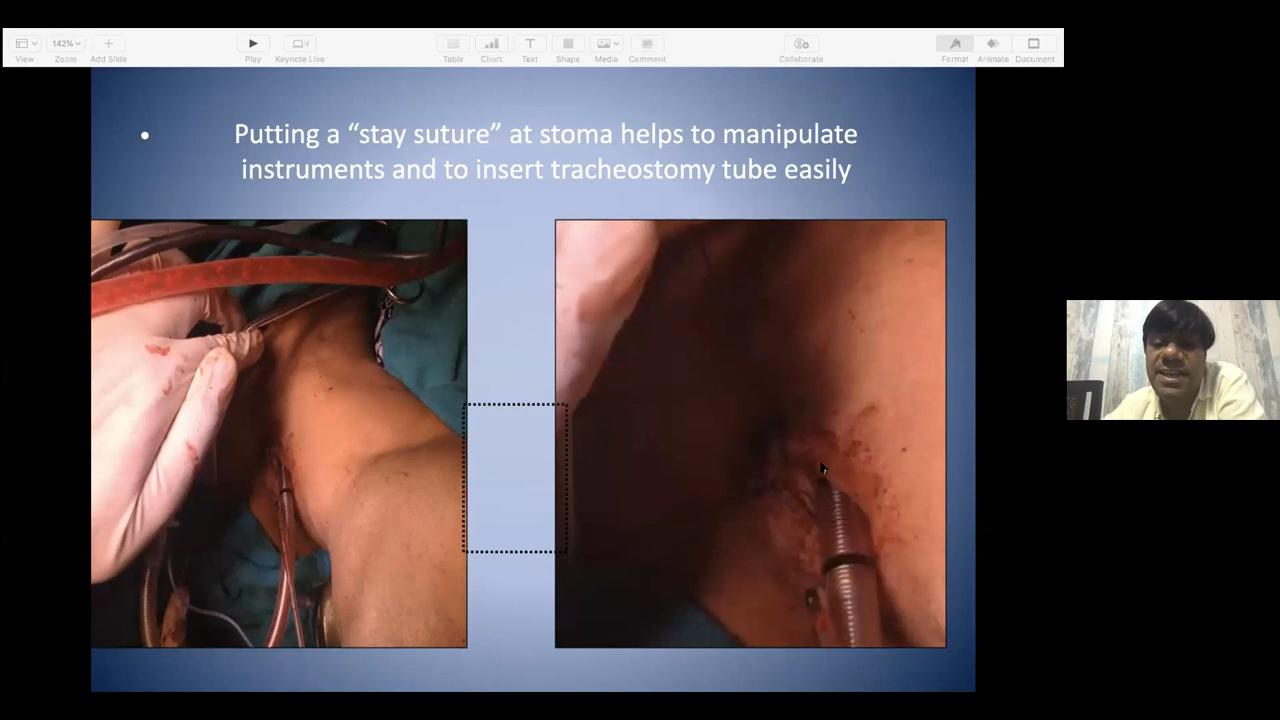 142%
View
Zoom
Add Slide
Play
Keynote Live
Table
Chart
Text
Shape
Media
Comment
Collaborate
Format
Animate
Document
• Putting a “stay suture” at stoma helps to manipulate
instruments and to insert tracheostomy tube easily